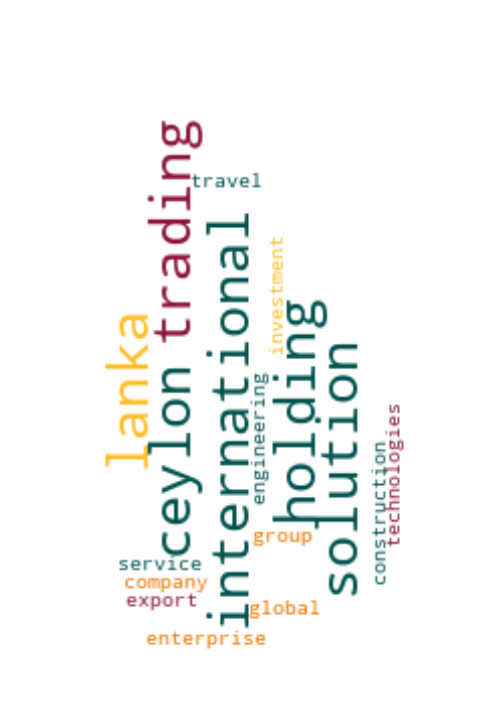 trading
travel
international
investment
holding
lanka
solution
ceylon
engineering
technologies
construction
group
service
company
export
global
enterprise